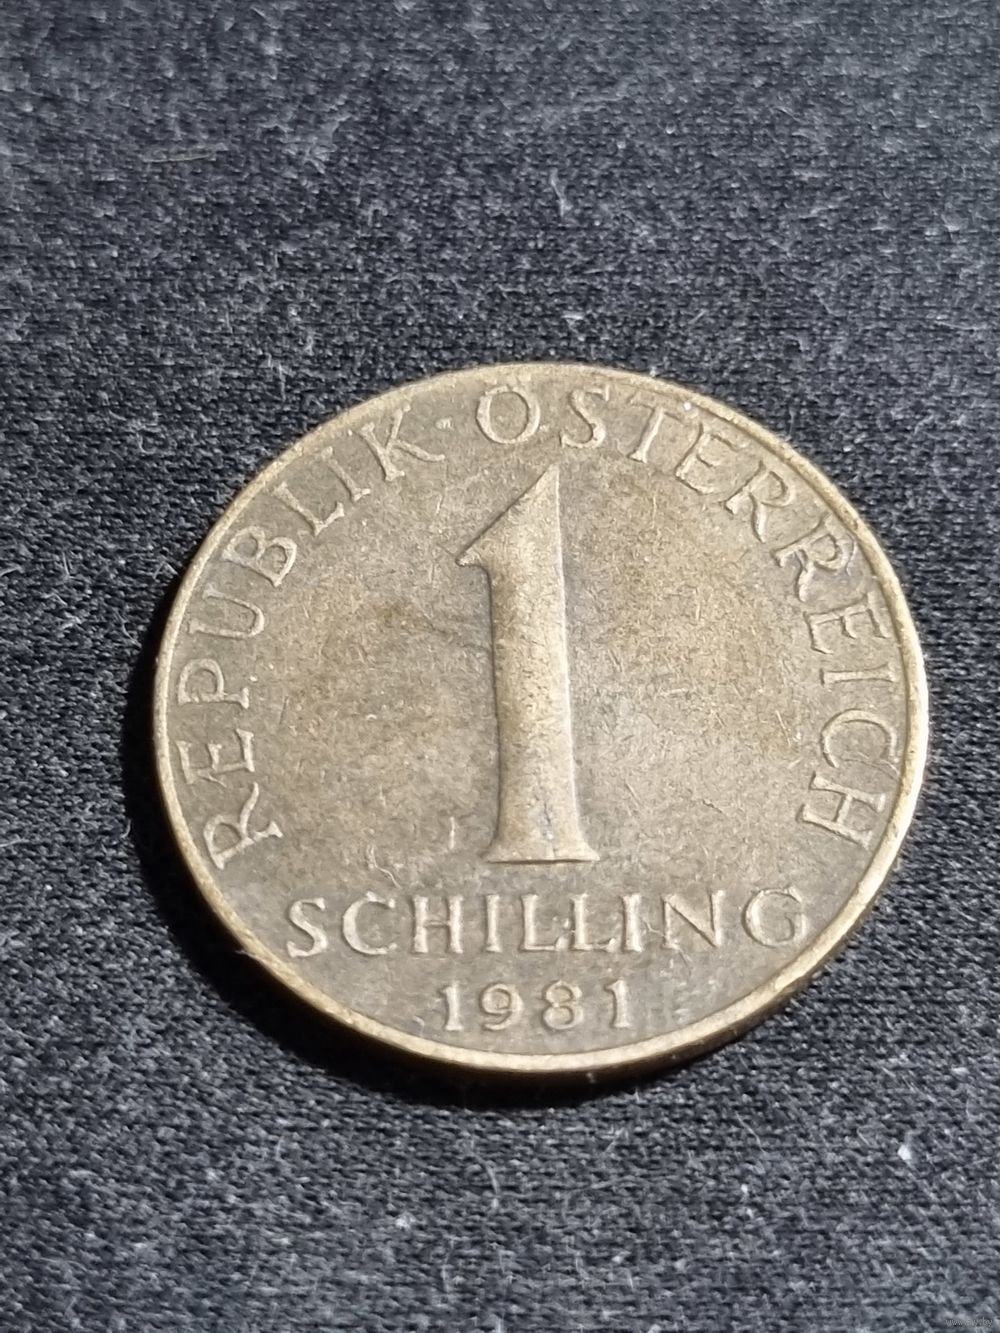 REPUBLIK · ÖSTERREICH
1
SCHILLING
1981